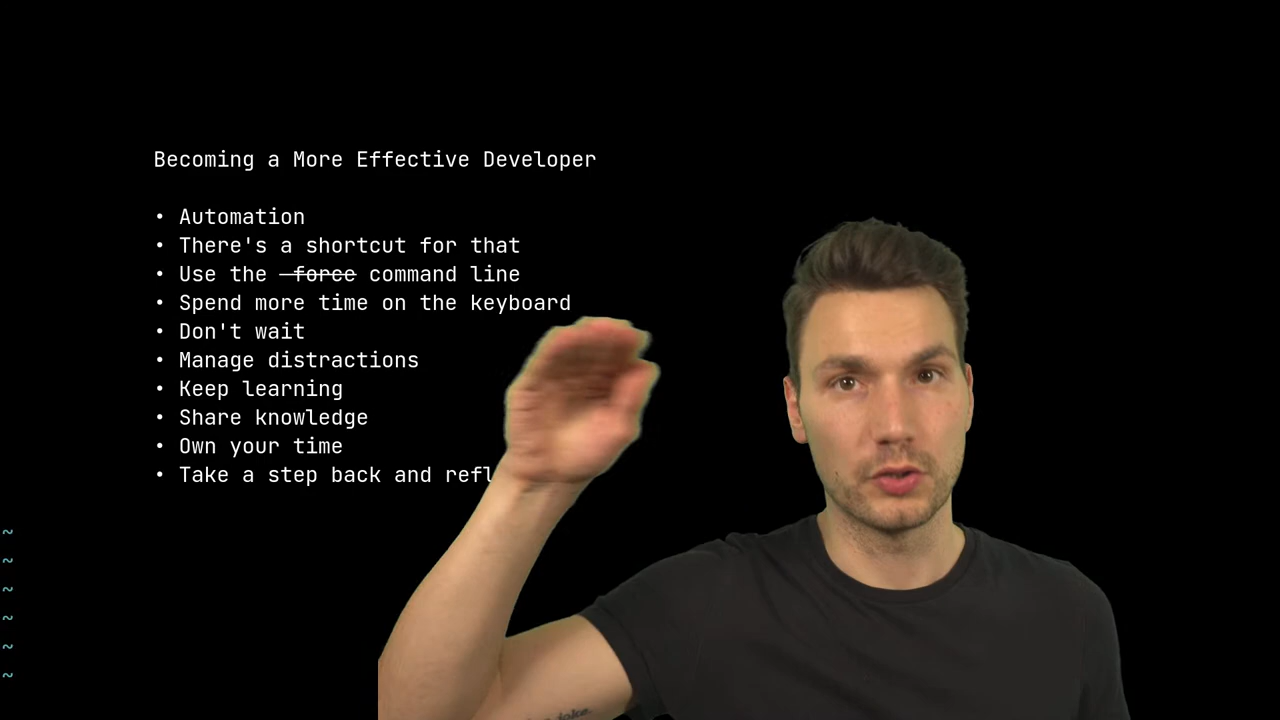 Becoming a More Effective Developer
• Automation
• There's a shortcut for that
• Use the ~~—force~~ command line
• Spend more time on the keyboard
• Don't wait
• Manage distractions
• Keep learning
• Share knowledge
• Own your time
• Take a step back and
~
~
~
~
~
~
joke.